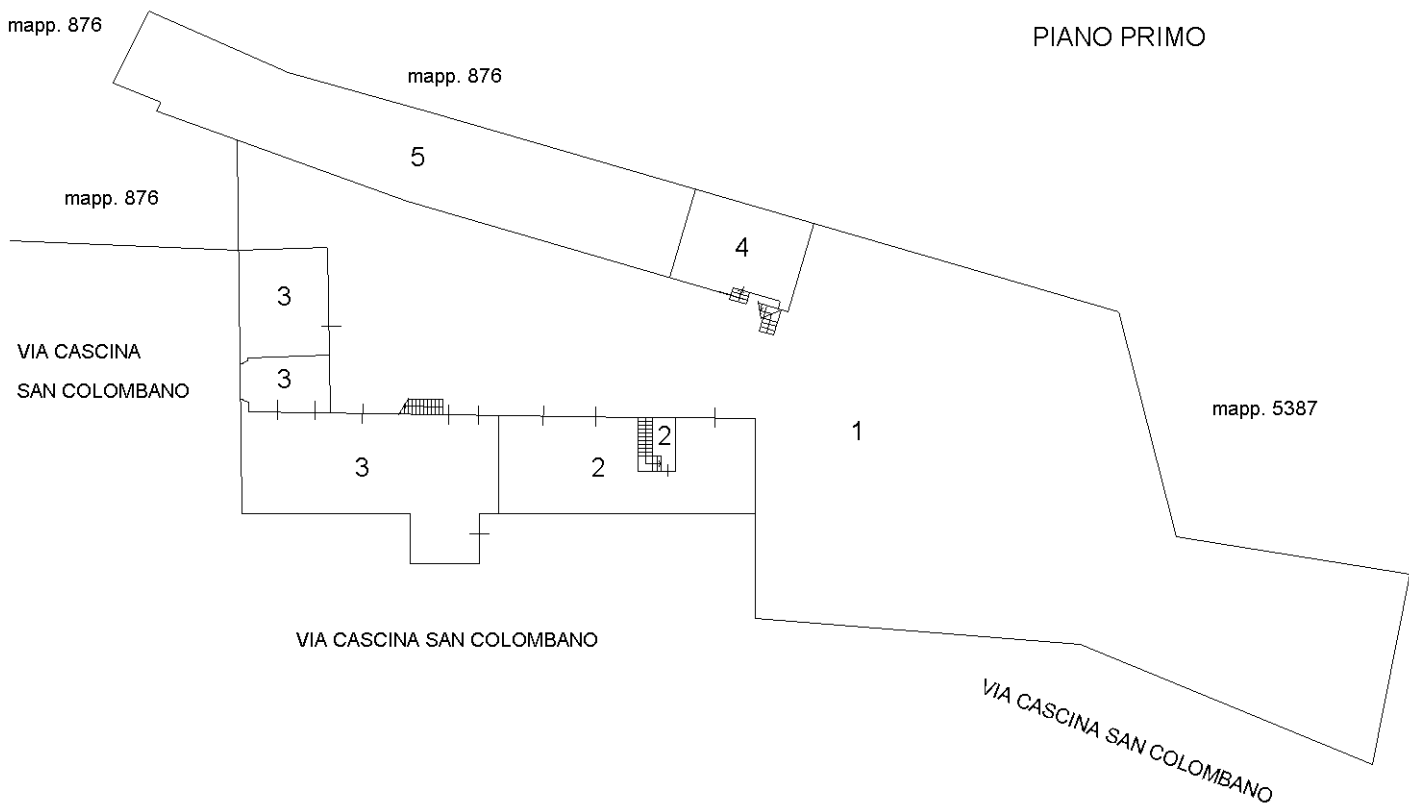 mapp. 876
PIANO PRIMO
mapp. 876
5
mapp. 876
4
3
VIA CASCINA
SAN COLOMBANO
3
mapp. 5387
1
2
3
2
VIA CASCINA SAN COLOMBANO
VIA CASCINA SAN COLOMBANO